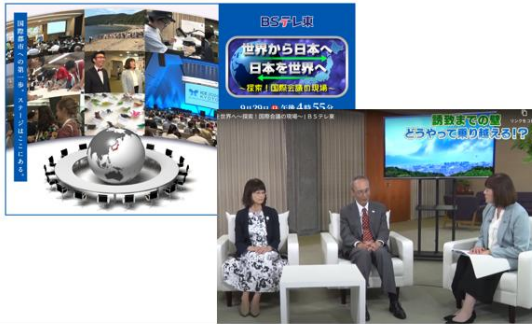 国際都市への第一歩、ステージはここにある。
BSテレ東
世界から日本へ
日本を世界へ
~探索!国際会議の現場~
9月29日 日 午後4時55分
世界へ~探索!国際会議の現場~|BSテレ東
誘致までの壁
どうやって乗り越える!?